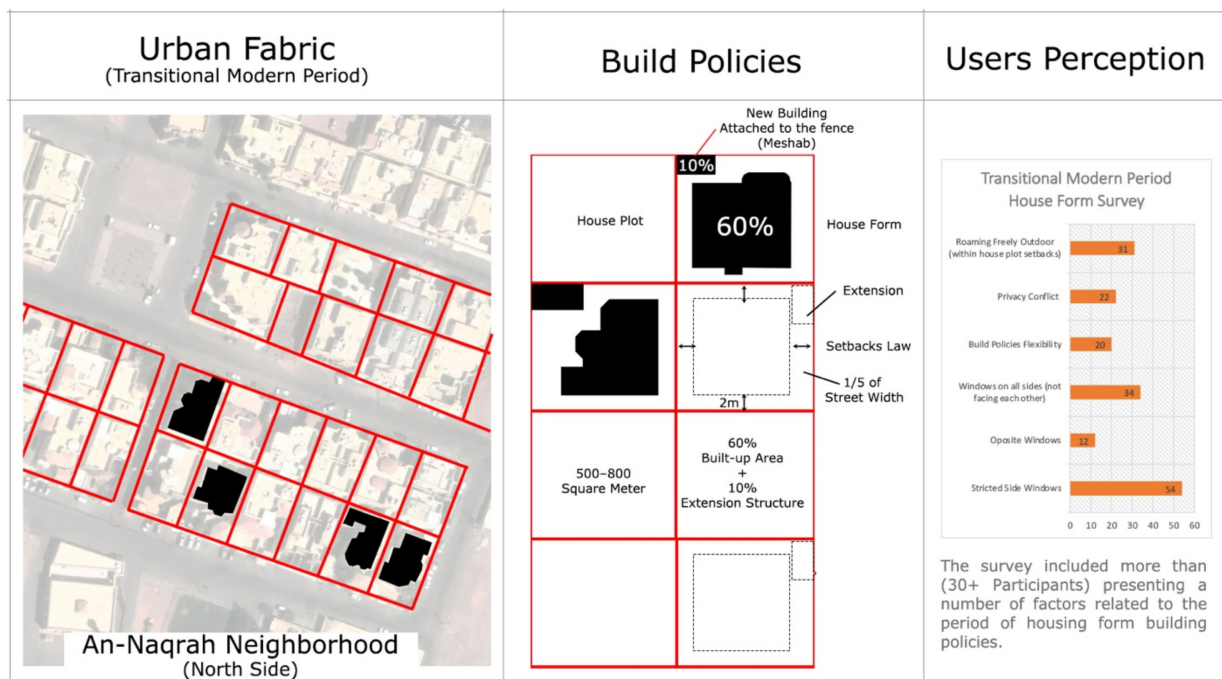 Urban Fabric
(Transitional Modern Period)
Build Policies
Users Perception
An-Naqrah Neighborhood
(North Side)
New Building
Attached to the fence
(Meshab)
10%
House Plot
60%
House Form
Extension
Setbacks Law
1/5 of
Street Width
2m
500–800
Square Meter
60%
Built-up Area
+
10%
Extension Structure
Transitional Modern Period
House Form Survey
Roaming Freely Outdoor
(within house plot setbacks)
31
Privacy Conflict
22
Build Policies Flexibility
20
Windows on all sides (not
facing each other)
34
Oposite Windows
12
Stricted Side Windows
54
0 10 20 30 40 50 60
The survey included more than
(30+ Participants) presenting a
number of factors related to the
period of housing form building
policies.